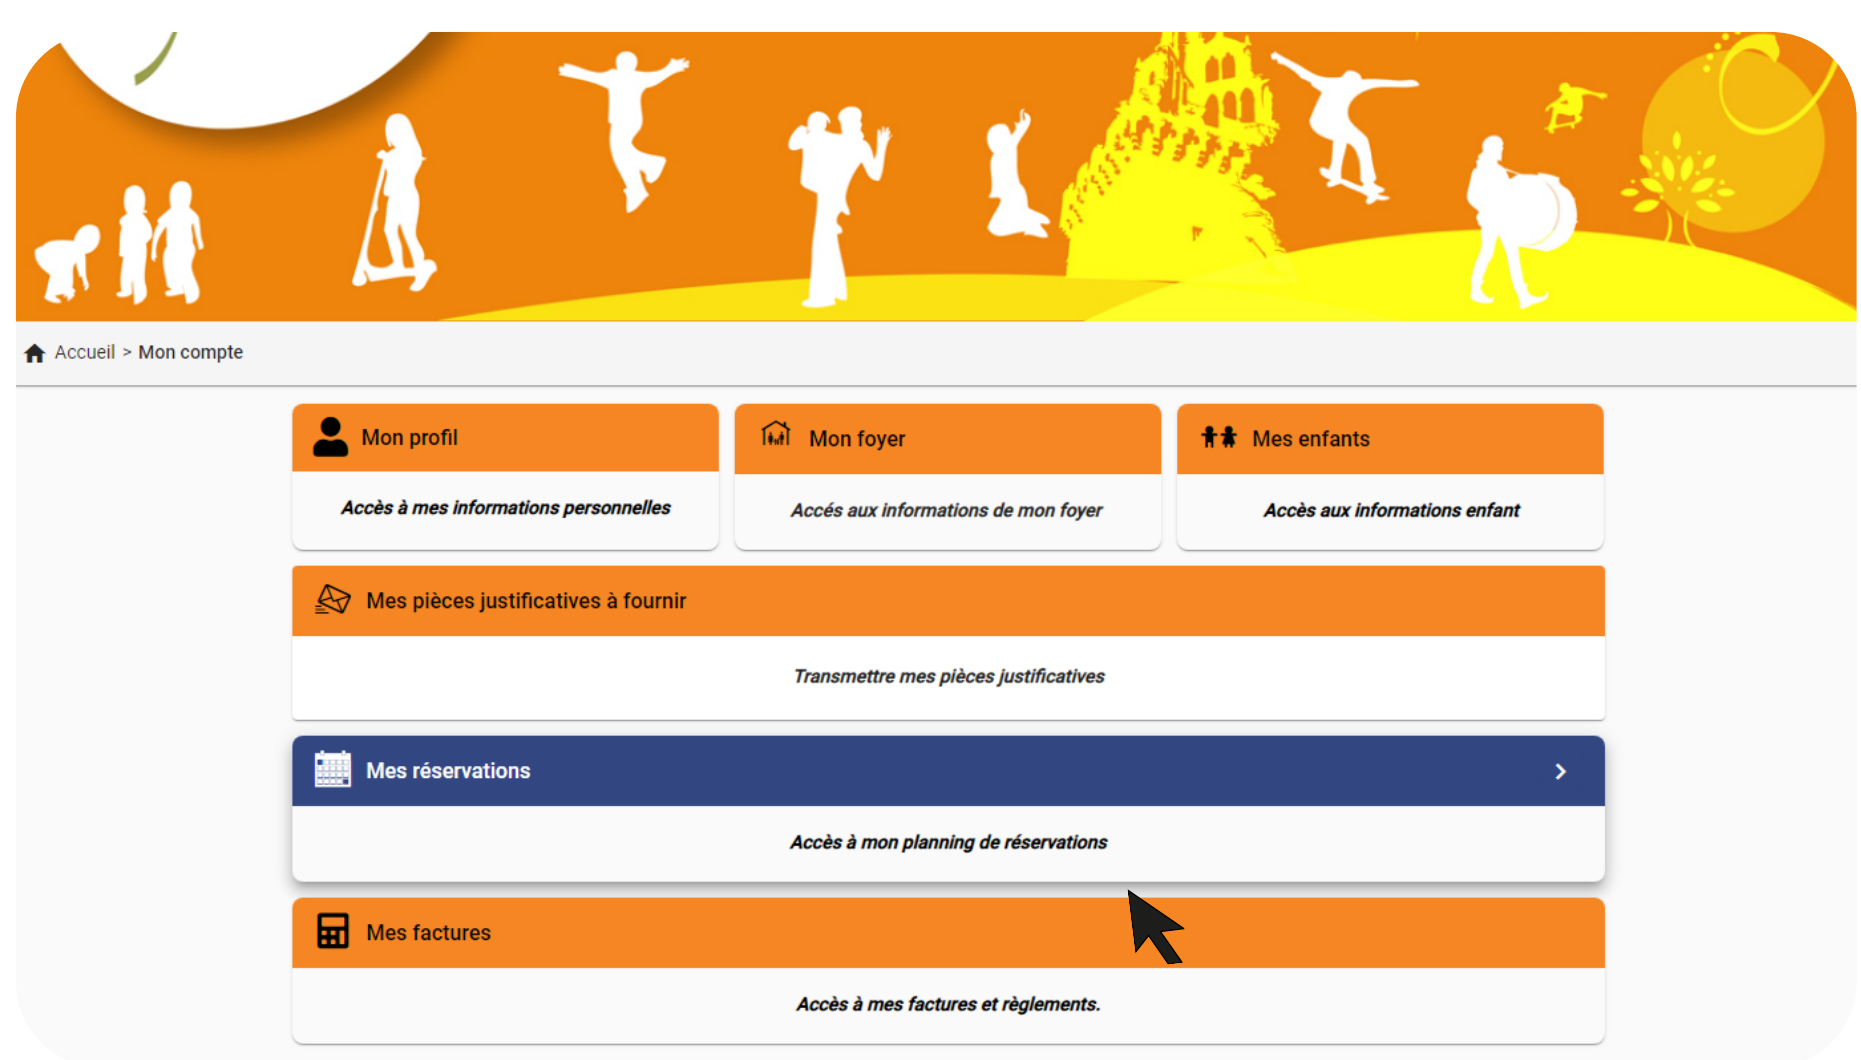 Accueil > Mon compte
Mon profil
Accès à mes informations personnelles
Mon foyer
Accés aux informations de mon foyer
Mes enfants
Accès aux informations enfant
Mes pièces justificatives à fournir
Transmettre mes pièces justificatives
Mes réservations
Accès à mon planning de réservations
Mes factures
Accès à mes factures et règlements.